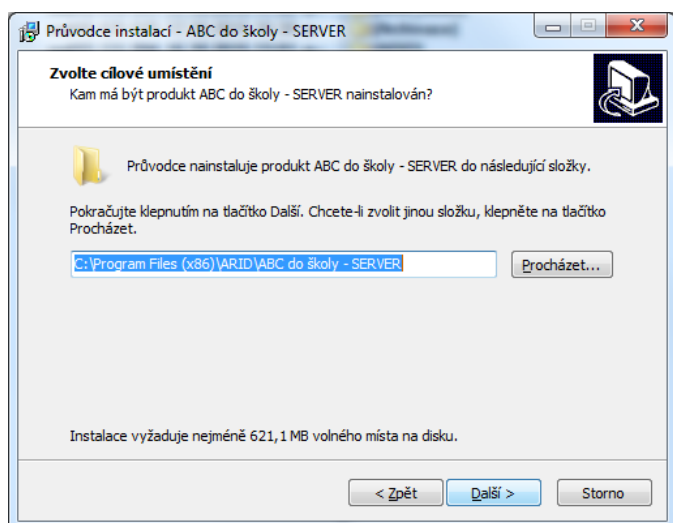 Průvodce instalací - ABC do školy - SERVER
Zvolte cílové umístění
Kam má být produkt ABC do školy - SERVER nainstalován?
Průvodce nainstaluje produkt ABC do školy - SERVER do následující složky.
Pokračujte klepnutím na tlačítko Další. Chcete-li zvolit jinou složku, klepněte na tlačítko
Procházet.
C:\Program Files (x86)\ARID\ABC do školy - SERVER
Procházet...
Instalace vyžaduje nejméně 621,1 MB volného místa na disku.
< Zpět
Další >
Storno